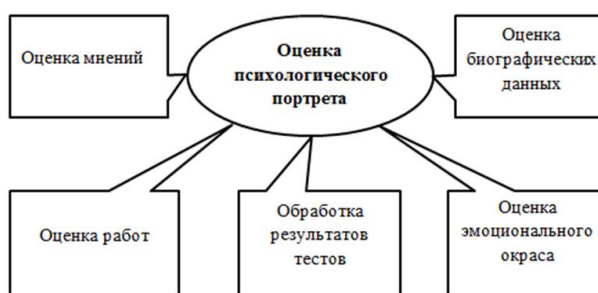 Оценка мнений
Оценка
психологического
портрета
Оценка
биографических
данных
Оценка работ
Обработка
результатов
тестов
Оценка
эмоционального
окраса